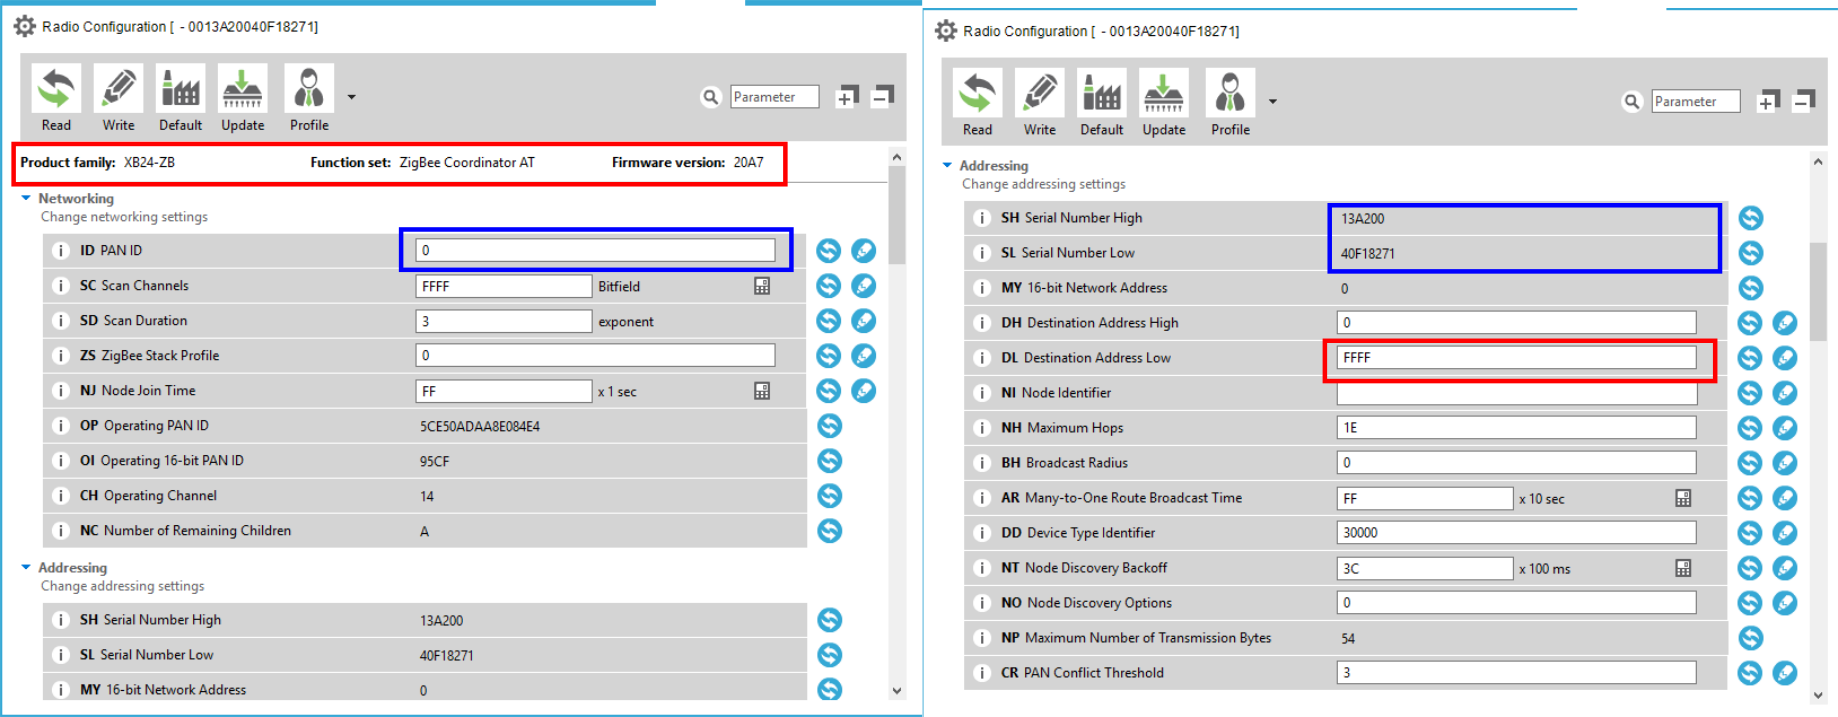 Radio Configuration [ - 0013A20040F18271]
Read Write Default Update Profile
Parameter
Product family: XB24-ZB Function set: ZigBee Coordinator AT Firmware version: 20A7
Networking
Change networking settings
i ID PAN ID 0
i SC Scan Channels FFFF Bitfield
i SD Scan Duration 3 exponent
i ZS ZigBee Stack Profile 0
i NJ Node Join Time FF x 1 sec
i OP Operating PAN ID 5CE50ADAA8E084E4
i OI Operating 16-bit PAN ID 95CF
i CH Operating Channel 14
i NC Number of Remaining Children A
Addressing
Change addressing settings
i SH Serial Number High 13A200
i SL Serial Number Low 40F18271
i MY 16-bit Network Address 0
Radio Configuration [ - 0013A20040F18271]
Read Write Default Update Profile
Parameter
Addressing
Change addressing settings
i SH Serial Number High 13A200
i SL Serial Number Low 40F18271
i MY 16-bit Network Address 0
i DH Destination Address High 0
i DL Destination Address Low FFFF
i NI Node Identifier
i NH Maximum Hops 1E
i BH Broadcast Radius 0
i AR Many-to-One Route Broadcast Time FF x 10 sec
i DD Device Type Identifier 30000
i NT Node Discovery Backoff 3C x 100 ms
i NO Node Discovery Options 0
i NP Maximum Number of Transmission Bytes 54
i CR PAN Conflict Threshold 3